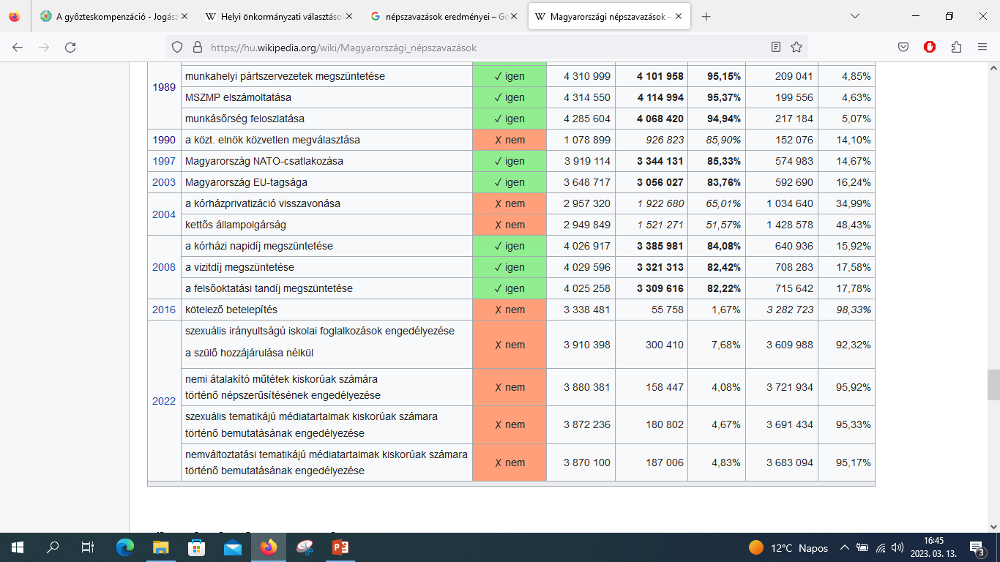 A győzteskompenzáció - Jogász
Helyi önkormányzati választások
népszavazások eredményei – Go
Magyarországi népszavazások –
https://hu.wikipedia.org/wiki/Magyarországi_népszavazások
1989
munkahelyi pártszervezetek megszüntetése ✓ igen 4 310 999 4 101 958 95,15% 209 041 4,85%
MSZMP elszámoltatása ✓ igen 4 314 550 4 114 994 95,37% 199 556 4,63%
munkásőrség feloszlatása ✓ igen 4 285 604 4 068 420 94,94% 217 184 5,07%
1990 a közt. elnök közvetlen megválasztása ✗ nem 1 078 899 926 823 85,90% 152 076 14,10%
1997 Magyarország NATO-csatlakozása ✓ igen 3 919 114 3 344 131 85,33% 574 983 14,67%
2003 Magyarország EU-tagsága ✓ igen 3 648 717 3 056 027 83,76% 592 690 16,24%
2004
a kórházprivatizáció visszavonása ✗ nem 2 957 320 1 922 680 65,01% 1 034 640 34,99%
kettős állampolgárság ✗ nem 2 949 849 1 521 271 51,57% 1 428 578 48,43%
2008
a kórházi napidíj megszüntetése ✓ igen 4 026 917 3 385 981 84,08% 640 936 15,92%
a vizitdíj megszüntetése ✓ igen 4 029 596 3 321 313 82,42% 708 283 17,58%
a felsőoktatási tandíj megszüntetése ✓ igen 4 025 258 3 309 616 82,22% 715 642 17,78%
2016 kötelező betelepítés ✗ nem 3 338 481 55 758 1,67% 3 282 723 98,33%
2022
szexuális irányultságú iskolai foglalkozások engedélyezése
a szülő hozzájárulása nélkül
✗ nem 3 910 398 300 410 7,68% 3 609 988 92,32%
nemi átalakító műtétek kiskorúak számára
történő népszerűsítésének engedélyezése
✗ nem 3 880 381 158 447 4,08% 3 721 934 95,92%
szexuális tematikájú médiatartalmak kiskorúak számara
történő bemutatásának engedélyezése
✗ nem 3 872 236 180 802 4,67% 3 691 434 95,33%
nemváltoztatási tematikájú médiatartalmak kiskorúak számara
történő bemutatásának engedélyezése
✗ nem 3 870 100 187 006 4,83% 3 683 094 95,17%
12°C Napos
16:45
2023. 03. 13.
3